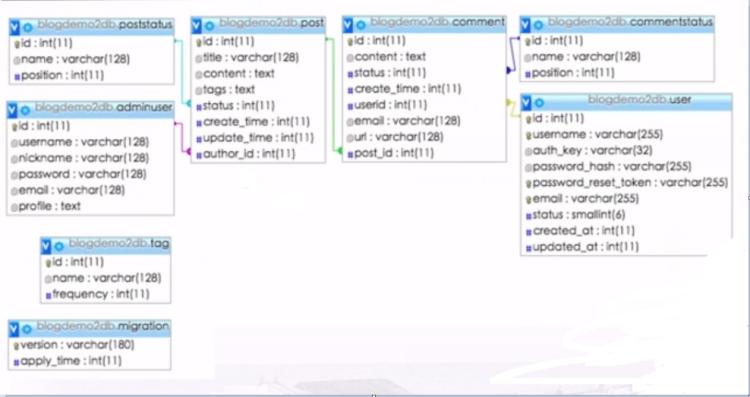 blogdemo2db.poststatus
id : int(11)
name : varchar(128)
position : int(11)
blogdemo2db.adminuser
id : int(11)
username : varchar(128)
nickname : varchar(128)
password : varchar(128)
email : varchar(128)
profile : text
blogdemo2db.tag
id : int(11)
name : varchar(128)
frequency : int(11)
blogdemo2db.migration
version : varchar(180)
apply_time : int(11)
blogdemo2db.post
id : int(11)
title : varchar(128)
content : text
tags : text
status : int(11)
create_time : int(11)
update_time : int(11)
author_id : int(11)
blogdemo2db.comment
id : int(11)
content : text
status : int(11)
create_time : int(11)
userid : int(11)
email : varchar(128)
url : varchar(128)
post_id : int(11)
blogdemo2db.commentstatus
id : int(11)
name : varchar(128)
position : int(11)
blogdemo2db.user
id : int(11)
username : varchar(255)
auth_key : varchar(32)
password_hash : varchar(255)
password_reset_token : varchar(255)
email : varchar(255)
status : smallint(6)
created_at : int(11)
updated_at : int(11)